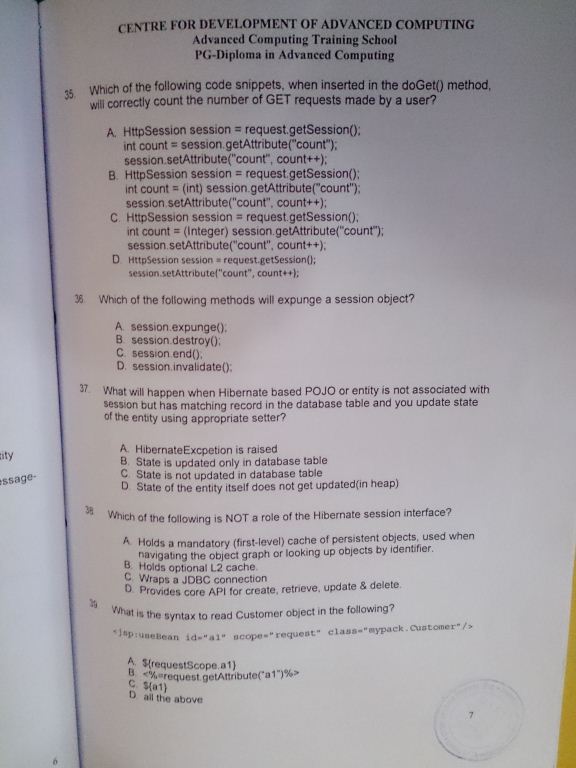 CENTRE FOR DEVELOPMENT OF ADVANCED COMPUTING
Advanced Computing Training School
PG-Diploma in Advanced Computing
35. Which of the following code snippets, when inserted in the doGet() method,
will correctly count the number of GET requests made by a user?
A. HttpSession session = request.getSession();
int count = session.getAttribute("count");
session.setAttribute("count", count++);
B. HttpSession session = request.getSession();
int count = (int) session.getAttribute("count");
session.setAttribute("count", count++);
C. HttpSession session = request.getSession();
int count = (Integer) session.getAttribute("count");
session.setAttribute("count", count++);
D. HttpSession session = request.getSession();
session.setAttribute("count", count++);
36. Which of the following methods will expunge a session object?
A. session.expunge();
B. session.destroy();
C. session.end();
D. session.invalidate();
37. What will happen when Hibernate based POJO or entity is not associated with
session but has matching record in the database table and you update state
of the entity using appropriate setter?
A. HibernateExcpetion is raised
B. State is updated only in database table
C. State is not updated in database table
D. State of the entity itself does not get updated(in heap)
38 Which of the following is NOT a role of the Hibernate session interface?
A. Holds a mandatory (first-level) cache of persistent objects, used when
navigating the object graph or looking up objects by identifier.
B. Holds optional L2 cache.
C. Wraps a JDBC connection
D. Provides core API for create, retrieve, update & delete.
39. What is the syntax to read Customer object in the following?
<jsp:useBean id="a1" scope="request" class="mypack.Customer"/>
A. ${requestScope.a1}
B. <%=request.getAttribute("a1")%>
C. ${a1}
D. all the above
7
ity
essage-
6